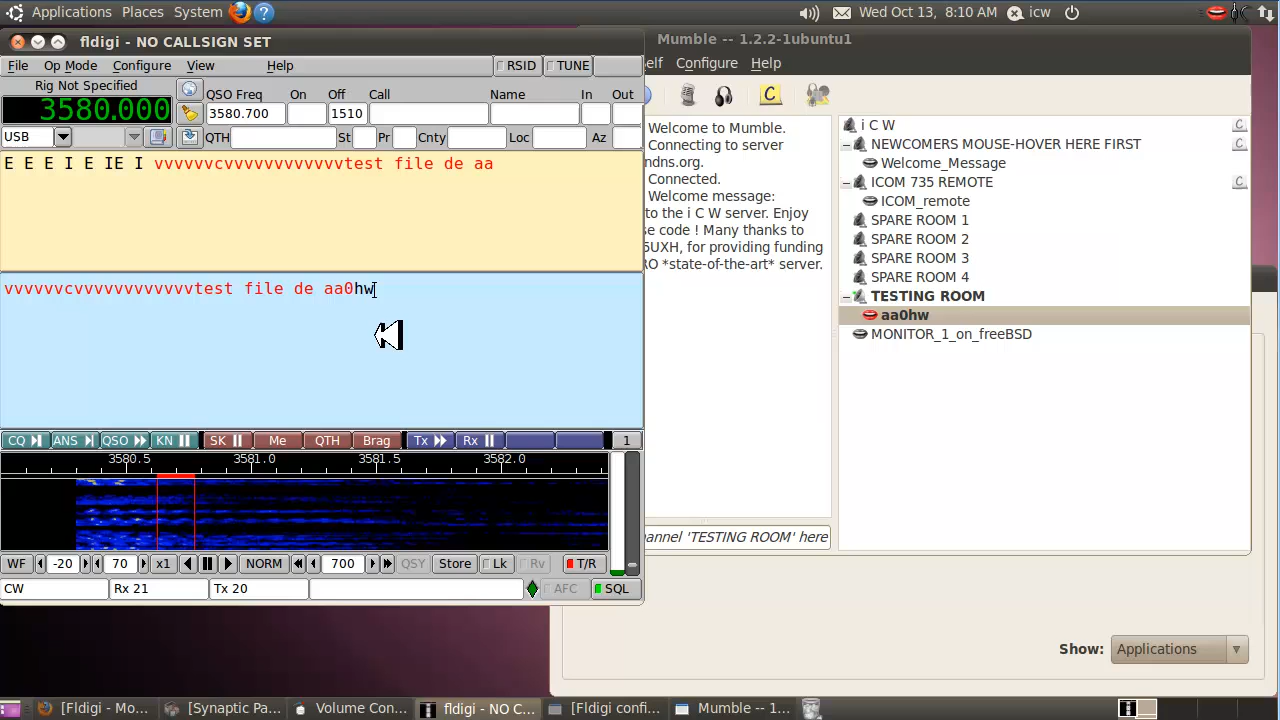 Applications Places System ? Wed Oct 13, 8:10 AM icw
fldigi - NO CALLSIGN SET
File Op Mode Configure View Help RSID TUNE
Rig Not Specified
QSO Freq On Off Call Name In Out
3580.000
3580.700 1510
USB QTH St Pr Cnty Loc Az
E E E I E IE I vvvvvvcvvvvvvvvvvvvtest file de aa
vvvvvvcvvvvvvvvvvvvtest file de aa0hw
CQ ANS QSO KN SK Me QTH Brag Tx Rx 1
3580.5 3581.0 3581.5 3582.0
WF -20 70 x1 NORM 700 QSY Store Lk Rv T/R
CW Rx 21 Tx 20 AFC SQL
Mumble -- 1.2.2-1ubuntu1
elf Configure Help
C
Welcome to Mumble.
Connecting to server
ndns.org.
Connected.
Welcome message:
to the i C W server. Enjoy
se code ! Many thanks to
5UXH, for providing funding
RO *state-of-the-art* server.
annel 'TESTING ROOM' here
i C W C
NEWCOMERS MOUSE-HOVER HERE FIRST C
Welcome_Message
ICOM 735 REMOTE C
ICOM_remote
SPARE ROOM 1
SPARE ROOM 2
SPARE ROOM 3
SPARE ROOM 4
TESTING ROOM
aa0hw
MONITOR_1_on_freeBSD
Show: Applications
[Fldigi - Mo... [Synaptic Pa... Volume Con... fldigi - NO C... [Fldigi confi... Mumble -- 1...